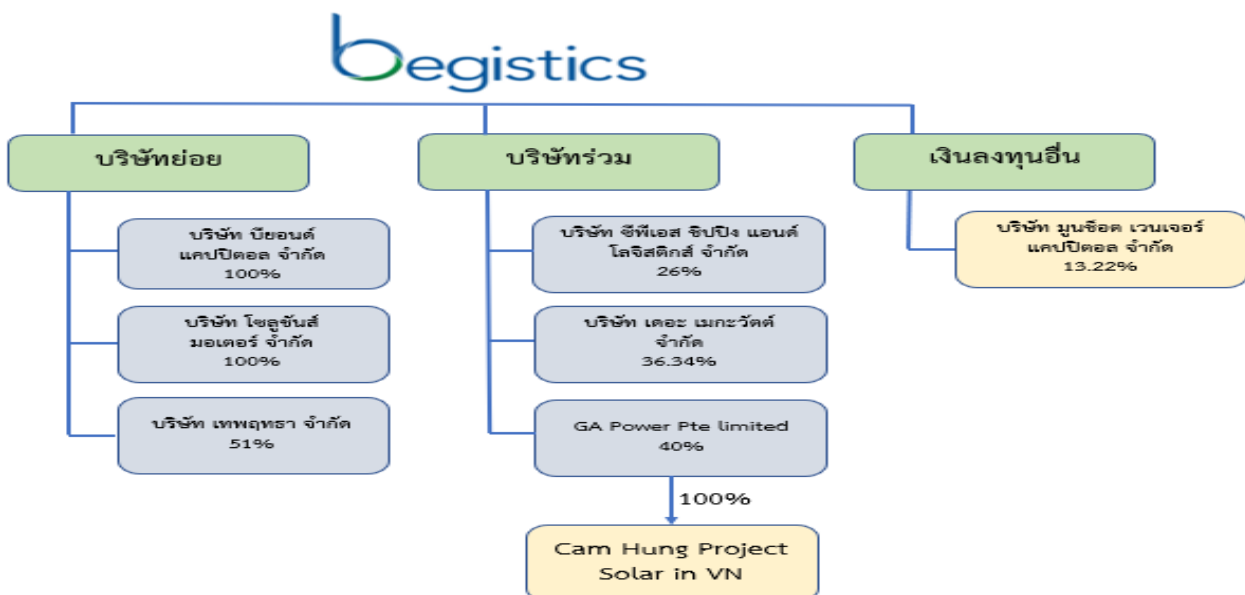 begistics
บริษัทย่อย
บริษัท บียอนด์
แคปปิตอล จำกัด
100%
บริษัท โซลูชันส์
มอเตอร์ จำกัด
100%
บริษัท เทพฤทธา จำกัด
51%
บริษัทร่วม
บริษัท ซีพีเอส ชิปปิง แอนด์
โลจิสติกส์ จำกัด
26%
บริษัท เดอะ เมกะวัตต์
จำกัด
36.34%
GA Power Pte limited
40%
100%
Cam Hung Project
Solar in VN
เงินลงทุนอื่น
บริษัท มูนช็อต เวนเจอร์
แคปปิตอล จำกัด
13.22%